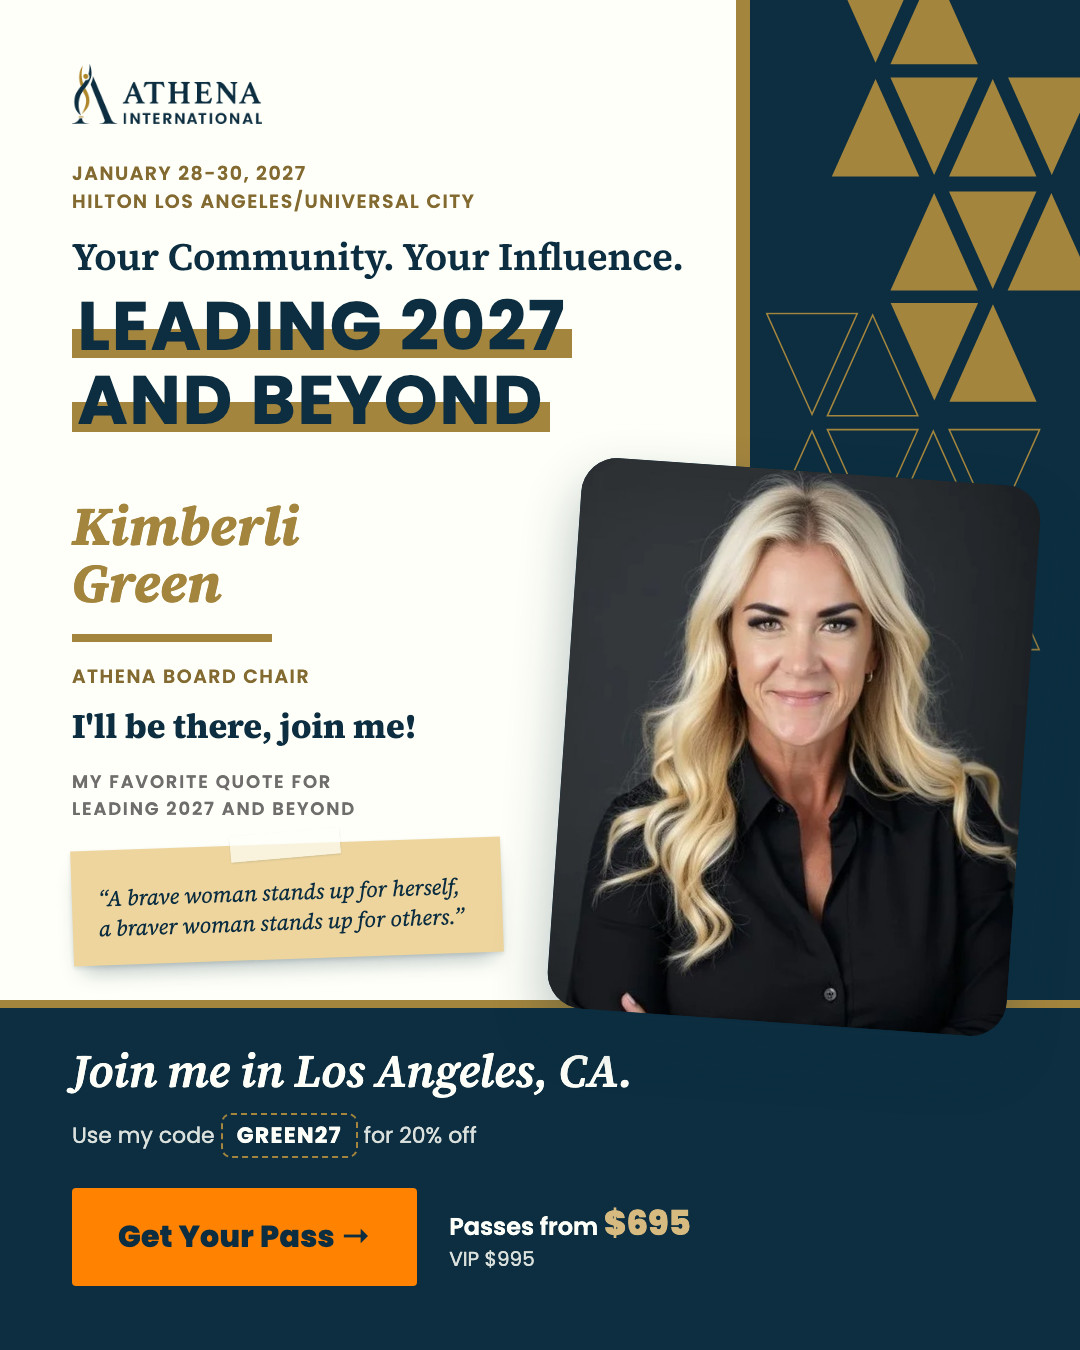 ATHENA
INTERNATIONAL
JANUARY 28-30, 2027
HILTON LOS ANGELES/UNIVERSAL CITY
Your Community. Your Influence.
LEADING 2027
AND BEYOND
Kimberli
Green
ATHENA BOARD CHAIR
I'll be there, join me!
MY FAVORITE QUOTE FOR
LEADING 2027 AND BEYOND
“A brave woman stands up for herself,
a braver woman stands up for others.”
Join me in Los Angeles, CA.
Use my code GREEN27 for 20% off
Get Your Pass →
Passes from $695
VIP $995